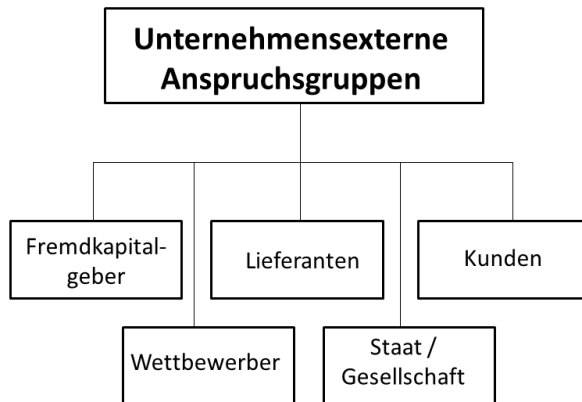 Unternehmensexterne
Anspruchsgruppen
Fremdkapital-
geber
Lieferanten
Kunden
Wettbewerber
Staat /
Gesellschaft